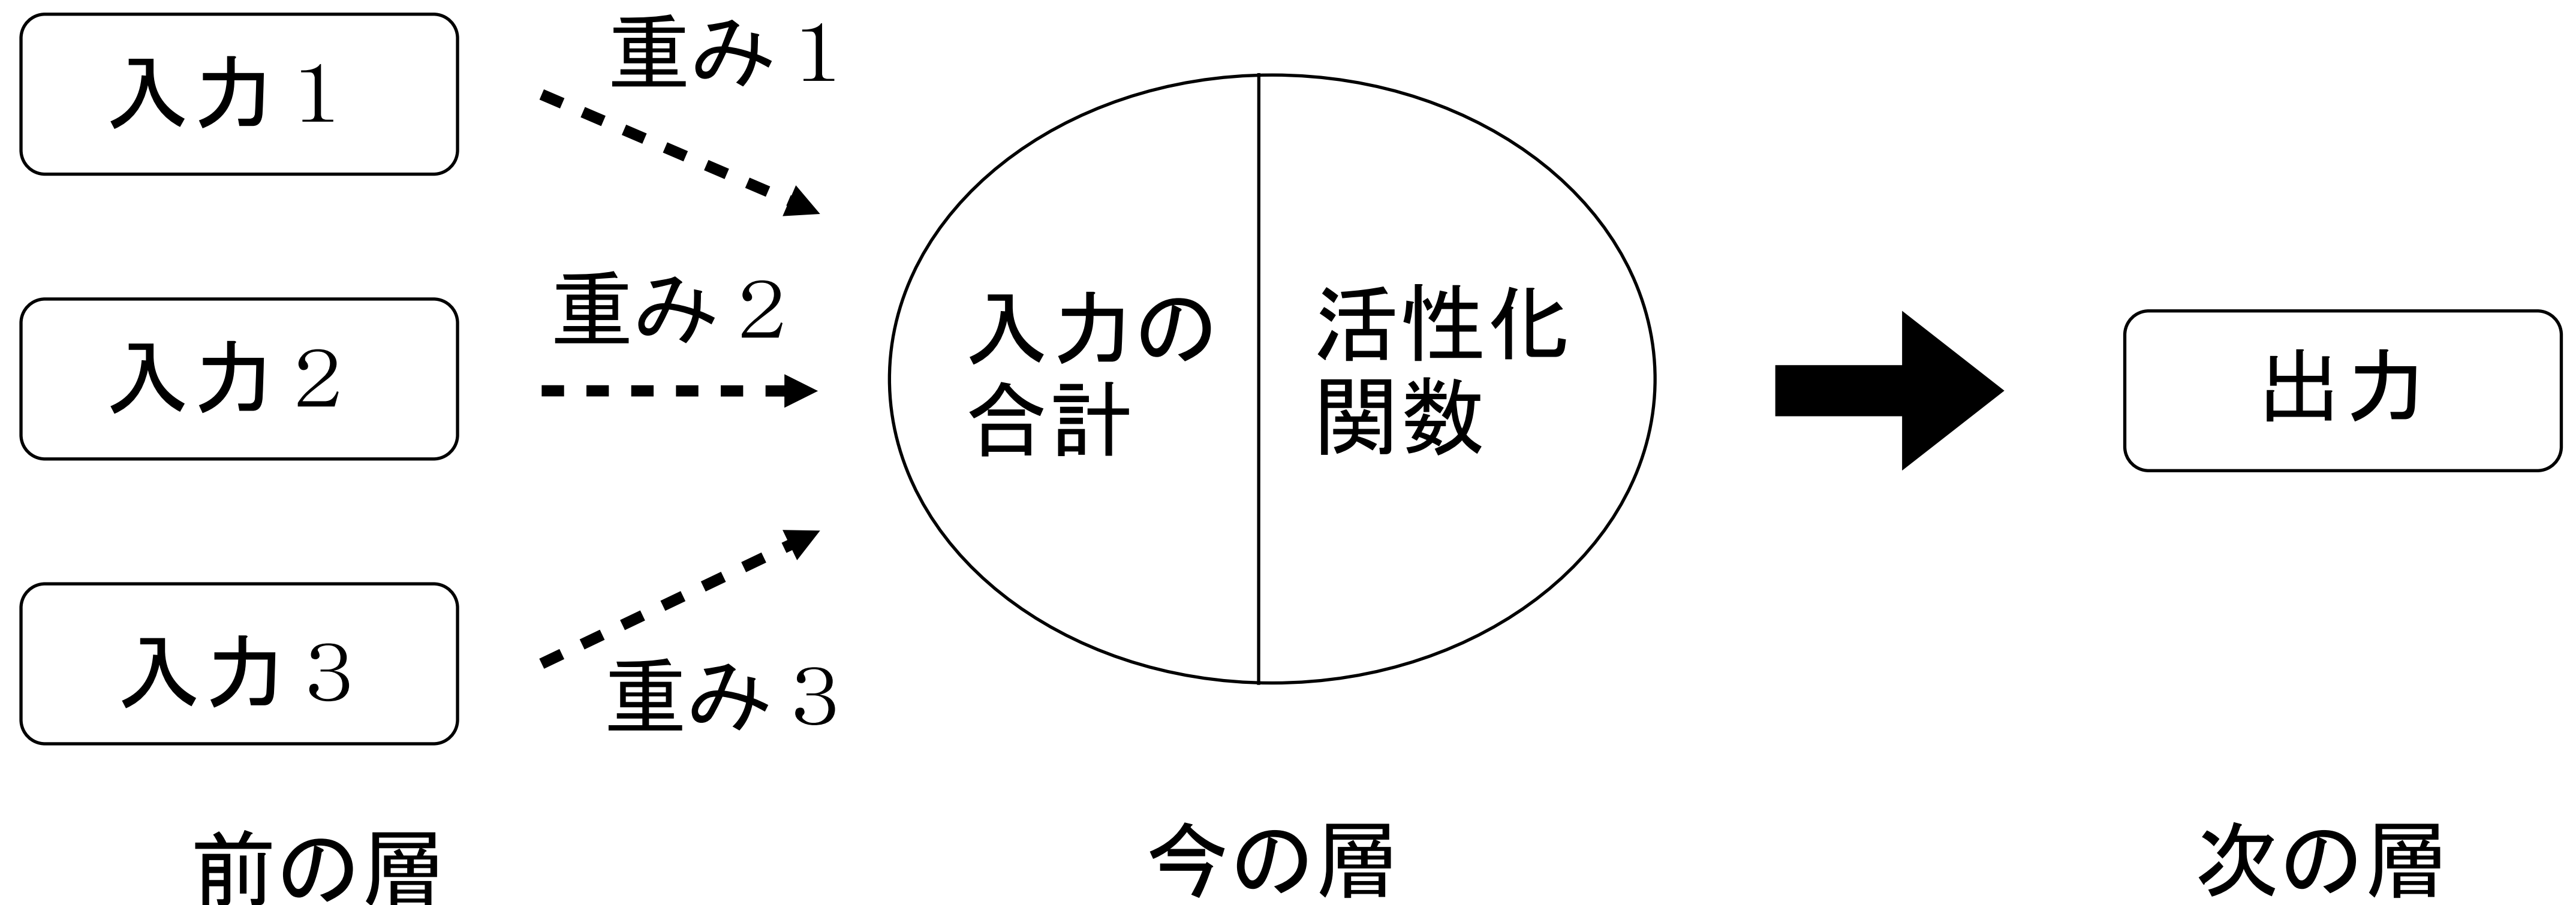 入力１
重み１
入力２
重み２
入力３
重み３
入力の
合計
活性化
関数
出力
前の層
今の層
次の層